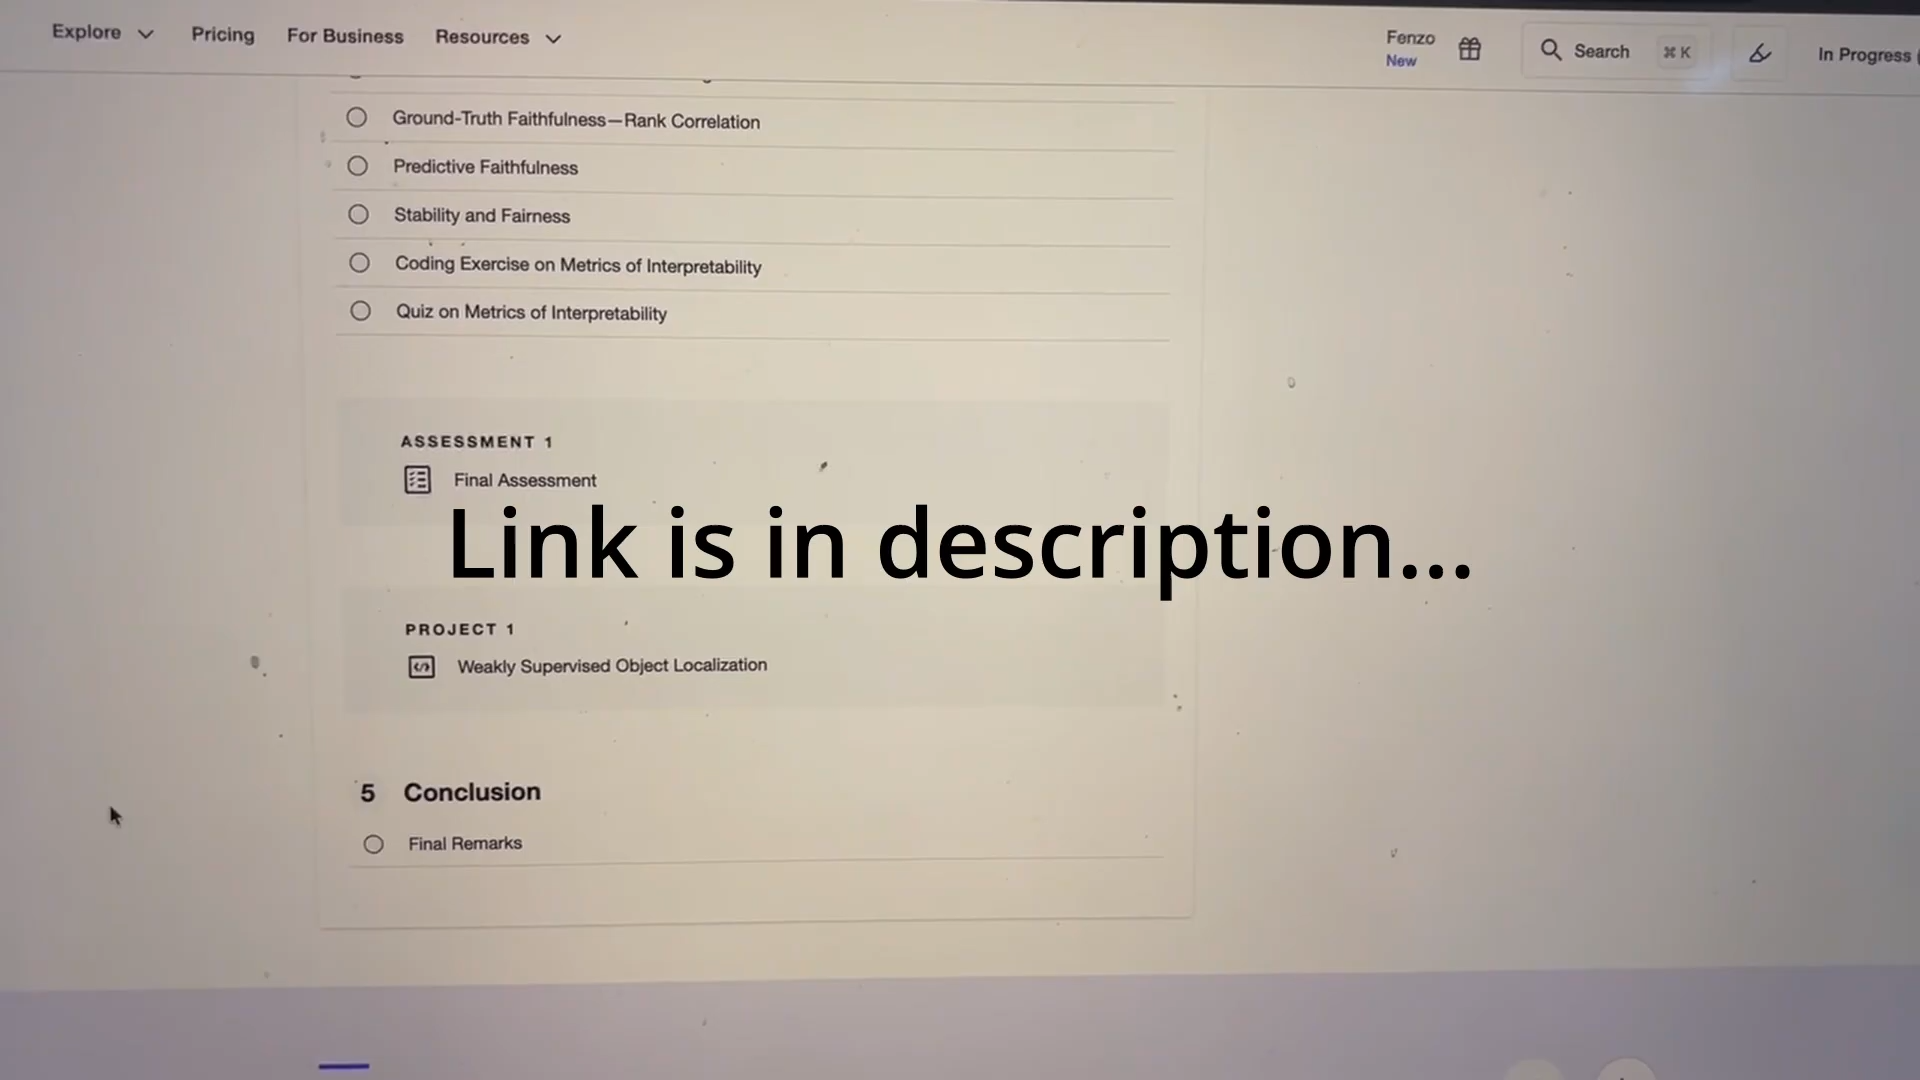 Explore
Pricing
For Business
Resources
Fenzo
New
Search
⌘ K
In Progress
Ground-Truth Faithfulness—Rank Correlation
Predictive Faithfulness
Stability and Fairness
Coding Exercise on Metrics of Interpretability
Quiz on Metrics of Interpretability
ASSESSMENT 1
Final Assessment
Link is in description...
PROJECT 1
Weakly Supervised Object Localization
5 Conclusion
Final Remarks